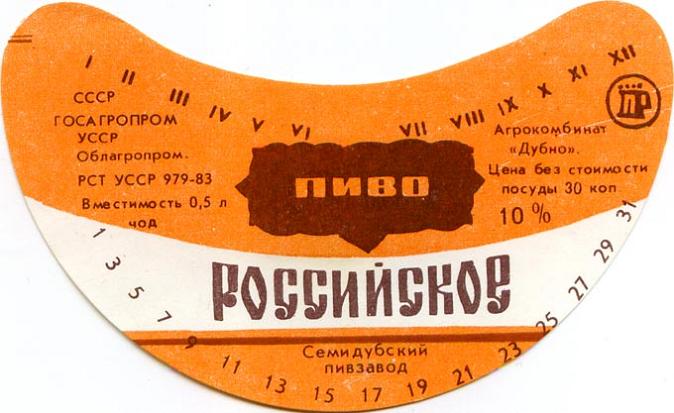 I II III IV V VI VII VIII IX X XI XII
СССР
ГОСАГРОПРОМ
УССР
Облагропром.
РСТ УССР 979-83
Вместимость 0,5 л
чод
ПР
Агрокомбинат
«Дубно».
Цена без стоимости
посуды 30 коп
10 %
ПИВО
РОССИЙСКОЕ
Семидубский
пивзавод
1 3 5 7 9 11 13 15 17 19 21 23 25 27 29 31